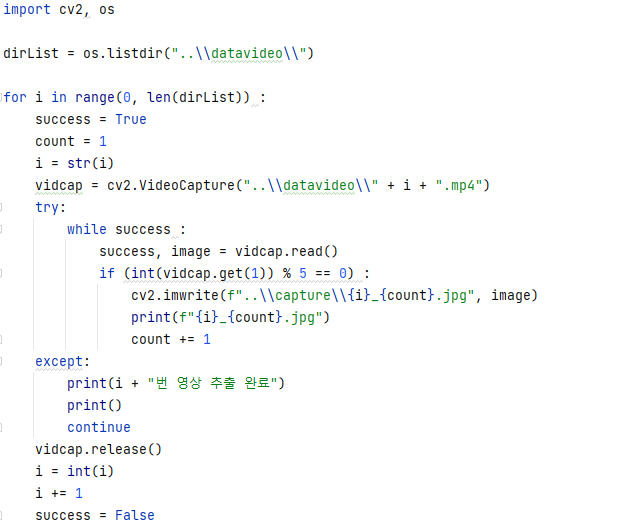 import cv2, os
dirList = os.listdir("..\\datavideo\\")
for i in range(0, len(dirList)) :
    success = True
    count = 1
    i = str(i)
    vidcap = cv2.VideoCapture("..\\datavideo\\" + i + ".mp4")
    try:
        while success :
            success, image = vidcap.read()
            if (int(vidcap.get(1)) % 5 == 0) :
                cv2.imwrite(f"..\\capture\\{i}_{count}.jpg", image)
                print(f"{i}_{count}.jpg")
                count += 1
    except:
        print(i + "번 영상 추출 완료")
        print()
        continue
    vidcap.release()
    i = int(i)
    i += 1
    success = False